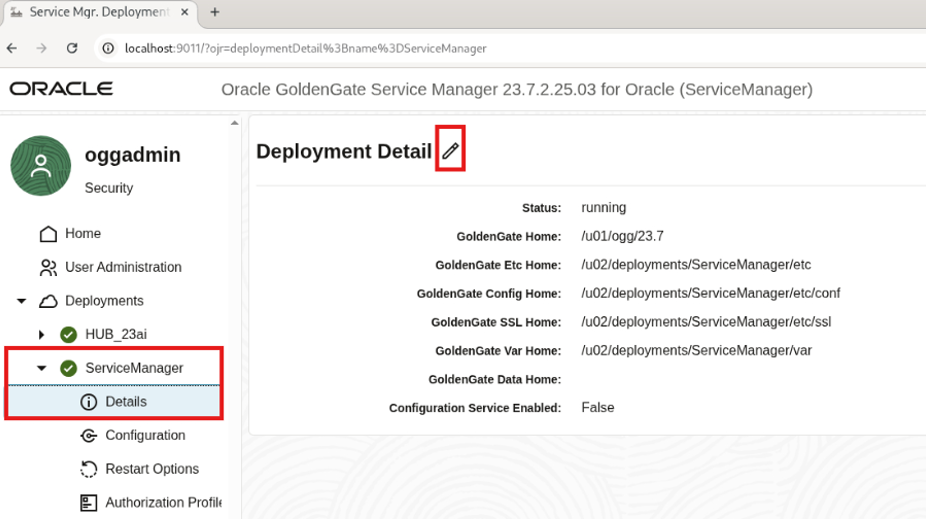 Service Mgr. Deployment
localhost:9011/?ojr=deploymentDetail%3Bname%3DServiceManager
ORACLE
Oracle GoldenGate Service Manager 23.7.2.25.03 for Oracle (ServiceManager)
oggadmin
Security
Home
User Administration
Deployments
HUB_23ai
ServiceManager
Details
Configuration
Restart Options
Authorization Profile
Deployment Detail
Status: running
GoldenGate Home: /u01/ogg/23.7
GoldenGate Etc Home: /u02/deployments/ServiceManager/etc
GoldenGate Config Home: /u02/deployments/ServiceManager/etc/conf
GoldenGate SSL Home: /u02/deployments/ServiceManager/etc/ssl
GoldenGate Var Home: /u02/deployments/ServiceManager/var
GoldenGate Data Home:
Configuration Service Enabled: False